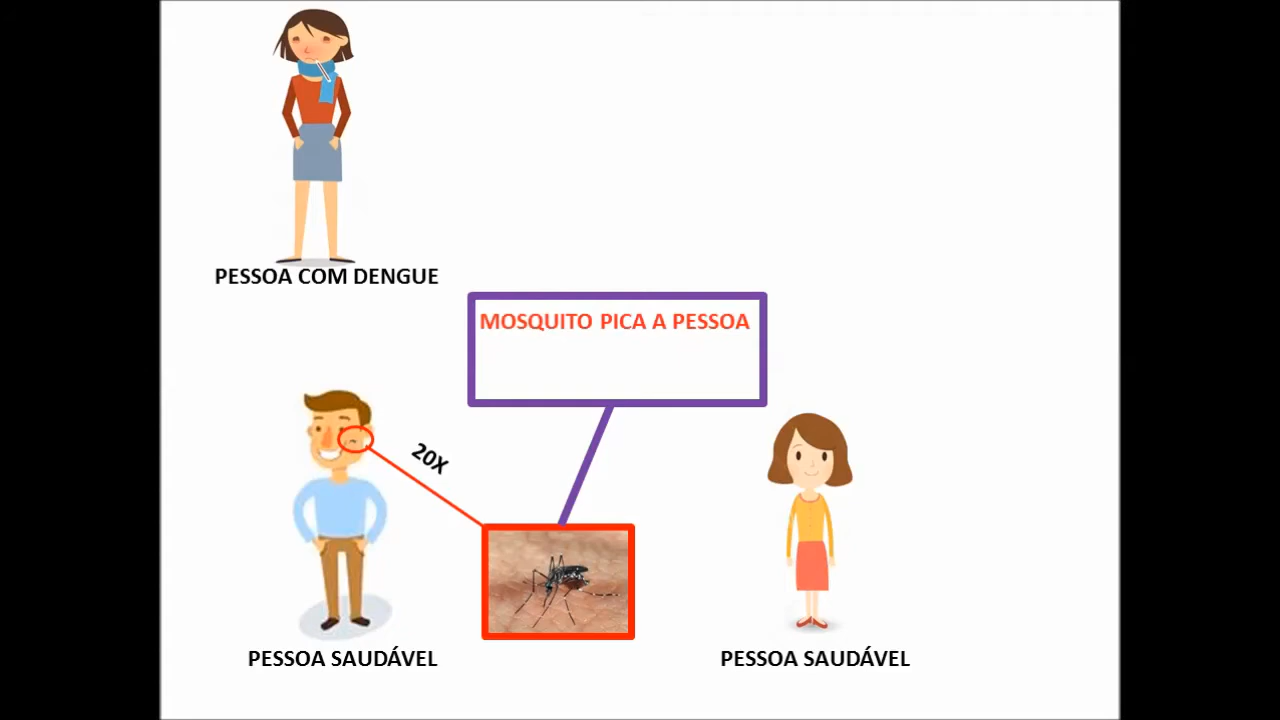 PESSOA COM DENGUE
MOSQUITO PICA A PESSOA
20X
PESSOA SAUDÁVEL
PESSOA SAUDÁVEL